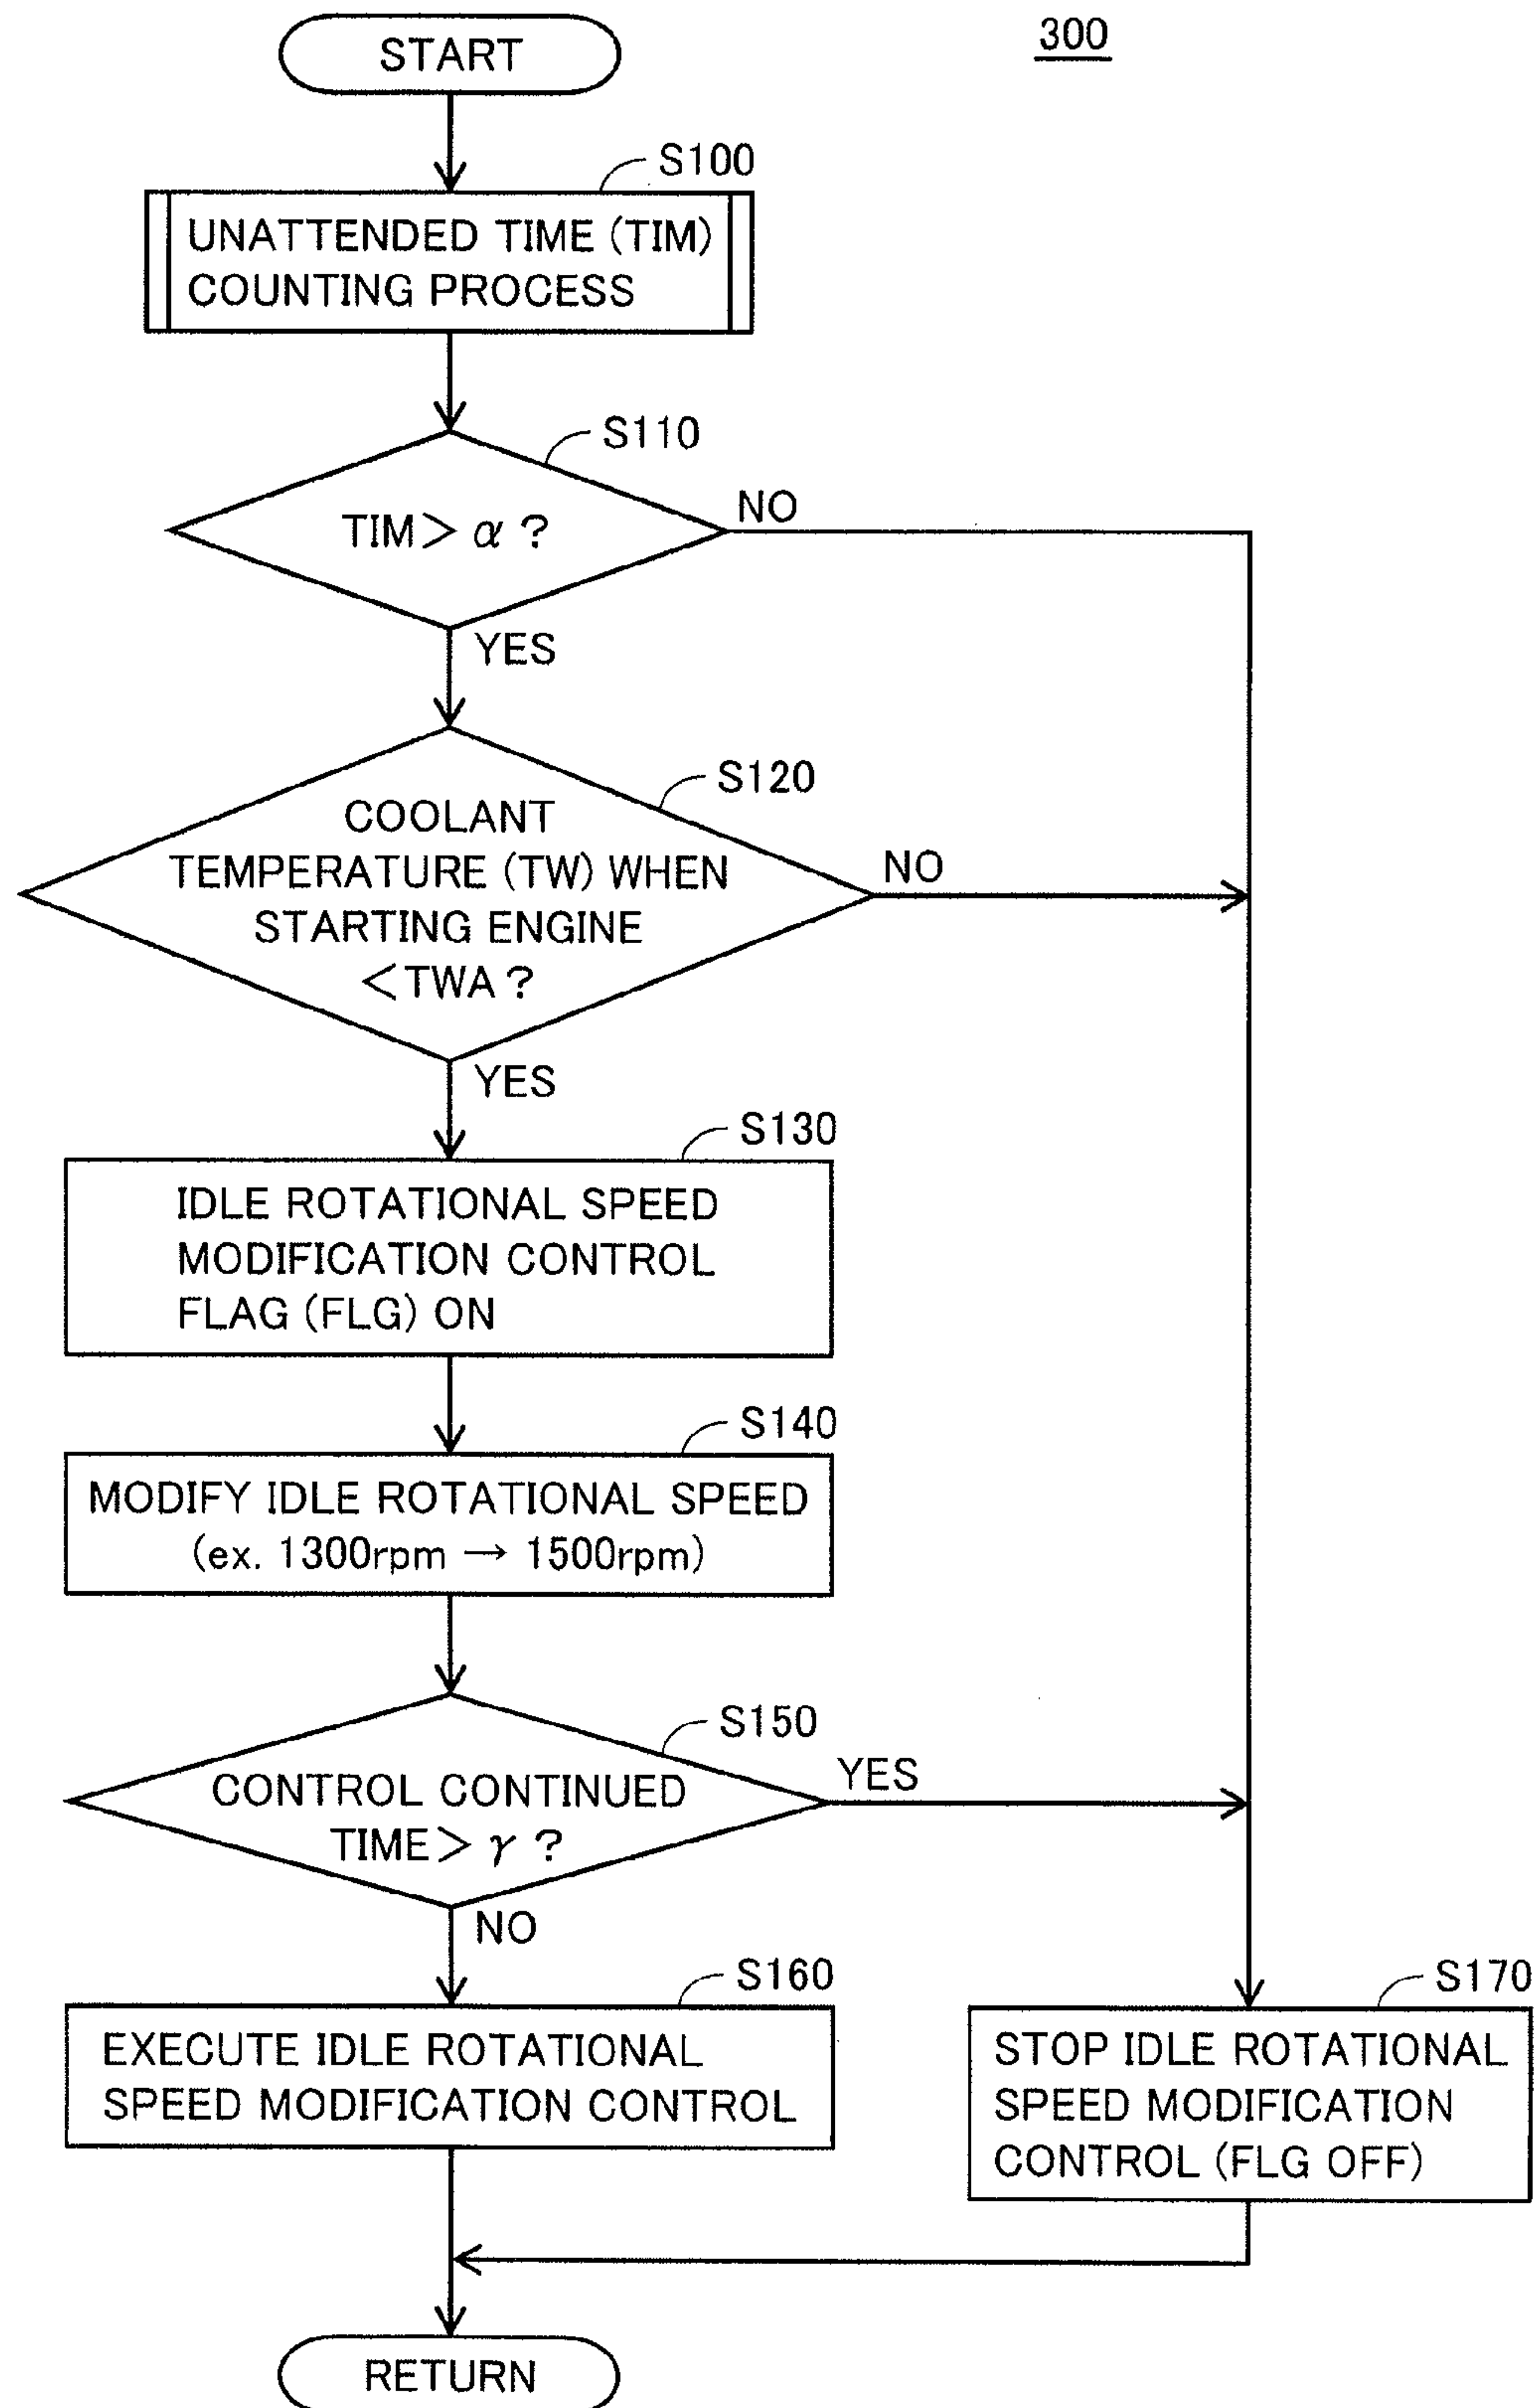 START
300
S100
UNATTENDED TIME (TIM)
COUNTING PROCESS
S110
TIM > α ?
NO
YES
S120
COOLANT
TEMPERATURE (TW) WHEN
STARTING ENGINE
< TWA ?
NO
YES
S130
IDLE ROTATIONAL SPEED
MODIFICATION CONTROL
FLAG (FLG) ON
S140
MODIFY IDLE ROTATIONAL SPEED
(ex. 1300rpm → 1500rpm)
S150
CONTROL CONTINUED
TIME > γ ?
YES
NO
S160
EXECUTE IDLE ROTATIONAL
SPEED MODIFICATION CONTROL
S170
STOP IDLE ROTATIONAL
SPEED MODIFICATION
CONTROL (FLG OFF)
RETURN